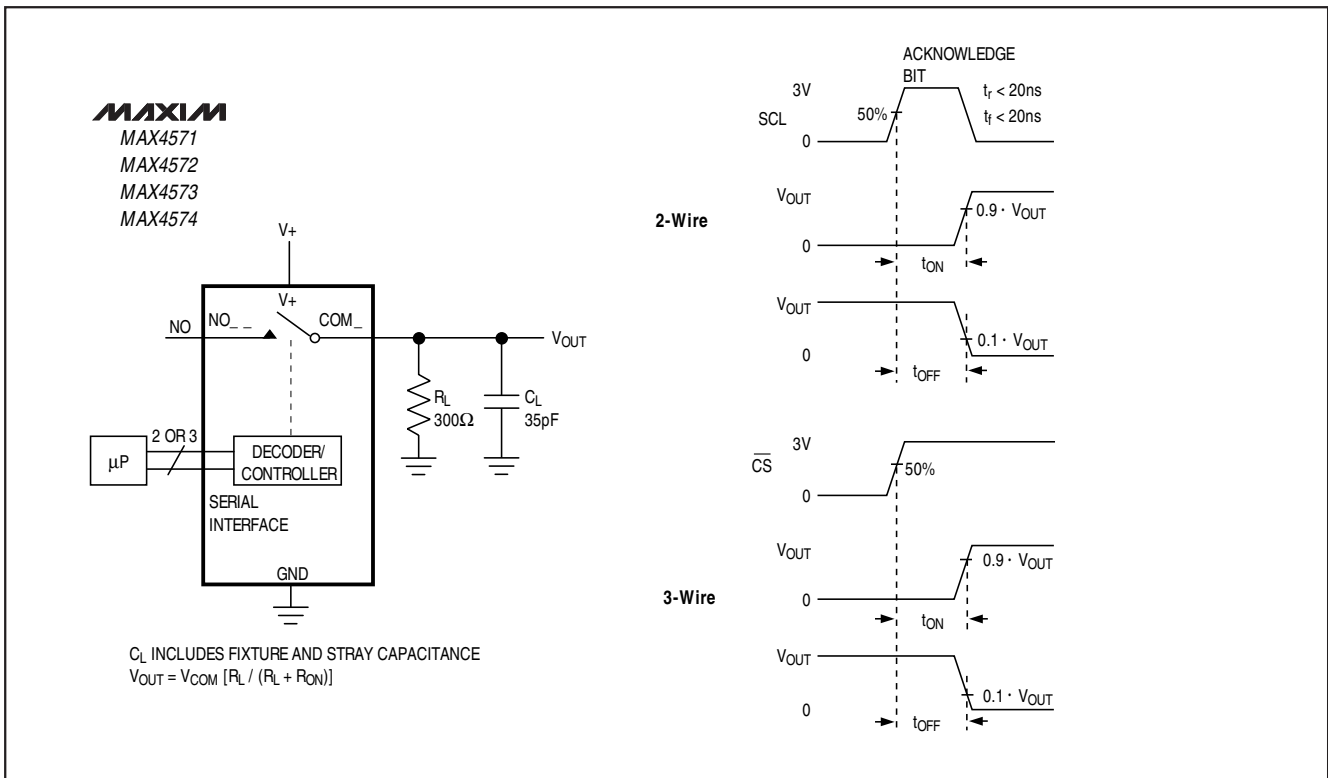 MAXIM
MAX4571
MAX4572
MAX4573
MAX4574
V+
V+
NO
NO_ _
COM_
VOUT
RL
300Ω
CL
35pF
2 OR 3
μP
DECODER/
CONTROLLER
SERIAL
INTERFACE
GND
CL INCLUDES FIXTURE AND STRAY CAPACITANCE
VOUT = VCOM [RL / (RL + RON)]
2-Wire
ACKNOWLEDGE
BIT
3V
SCL
0
50%
tr < 20ns
tf < 20ns
VOUT
0
0.9 · VOUT
tON
VOUT
0
0.1 · VOUT
tOFF
3-Wire
3V
C̅S̅
0
50%
VOUT
0
0.9 · VOUT
tON
VOUT
0
0.1 · VOUT
tOFF